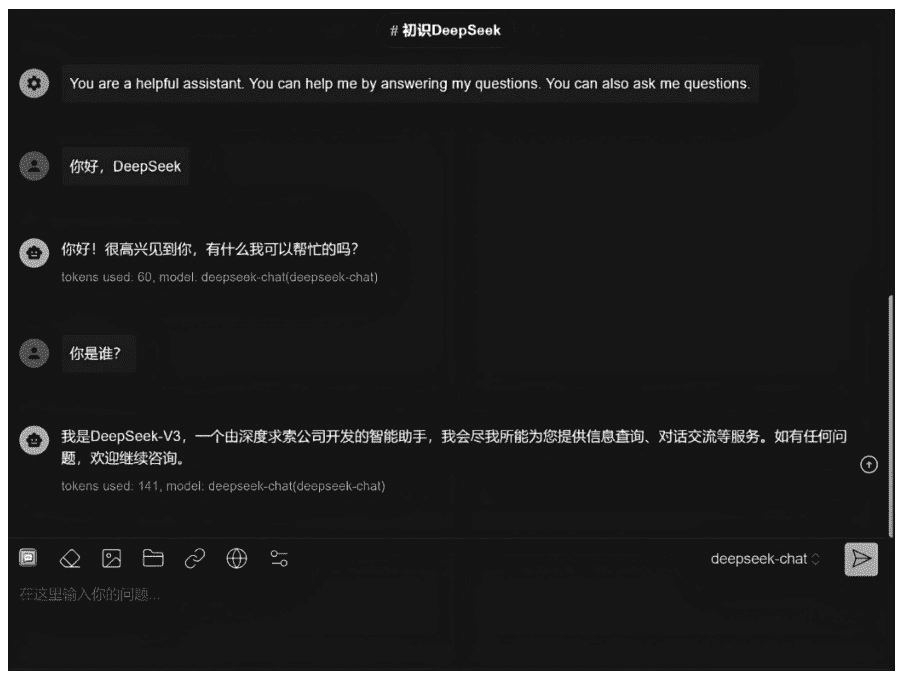 # 初识DeepSeek
You are a helpful assistant. You can help me by answering my questions. You can also ask me questions.
你好，DeepSeek
你好！很高兴见到你，有什么我可以帮忙的吗？
tokens used: 60, model: deepseek-chat(deepseek-chat)
你是谁？
我是DeepSeek-V3，一个由深度求索公司开发的智能助手，我会尽我所能为您提供信息查询、对话交流等服务。如有任何问
题，欢迎继续咨询。
tokens used: 141, model: deepseek-chat(deepseek-chat)
deepseek-chat
在这里输入你的问题...